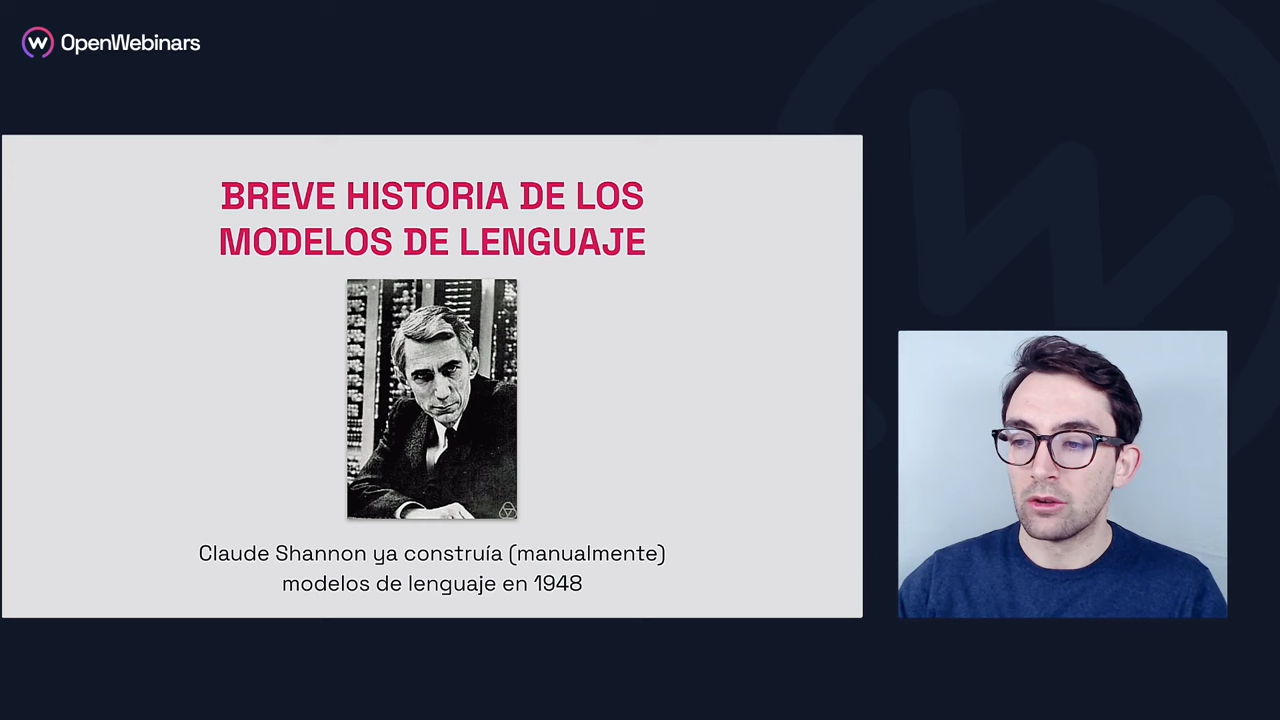 OpenWebinars
BREVE HISTORIA DE LOS
MODELOS DE LENGUAJE
Claude Shannon ya construía (manualmente)
modelos de lenguaje en 1948